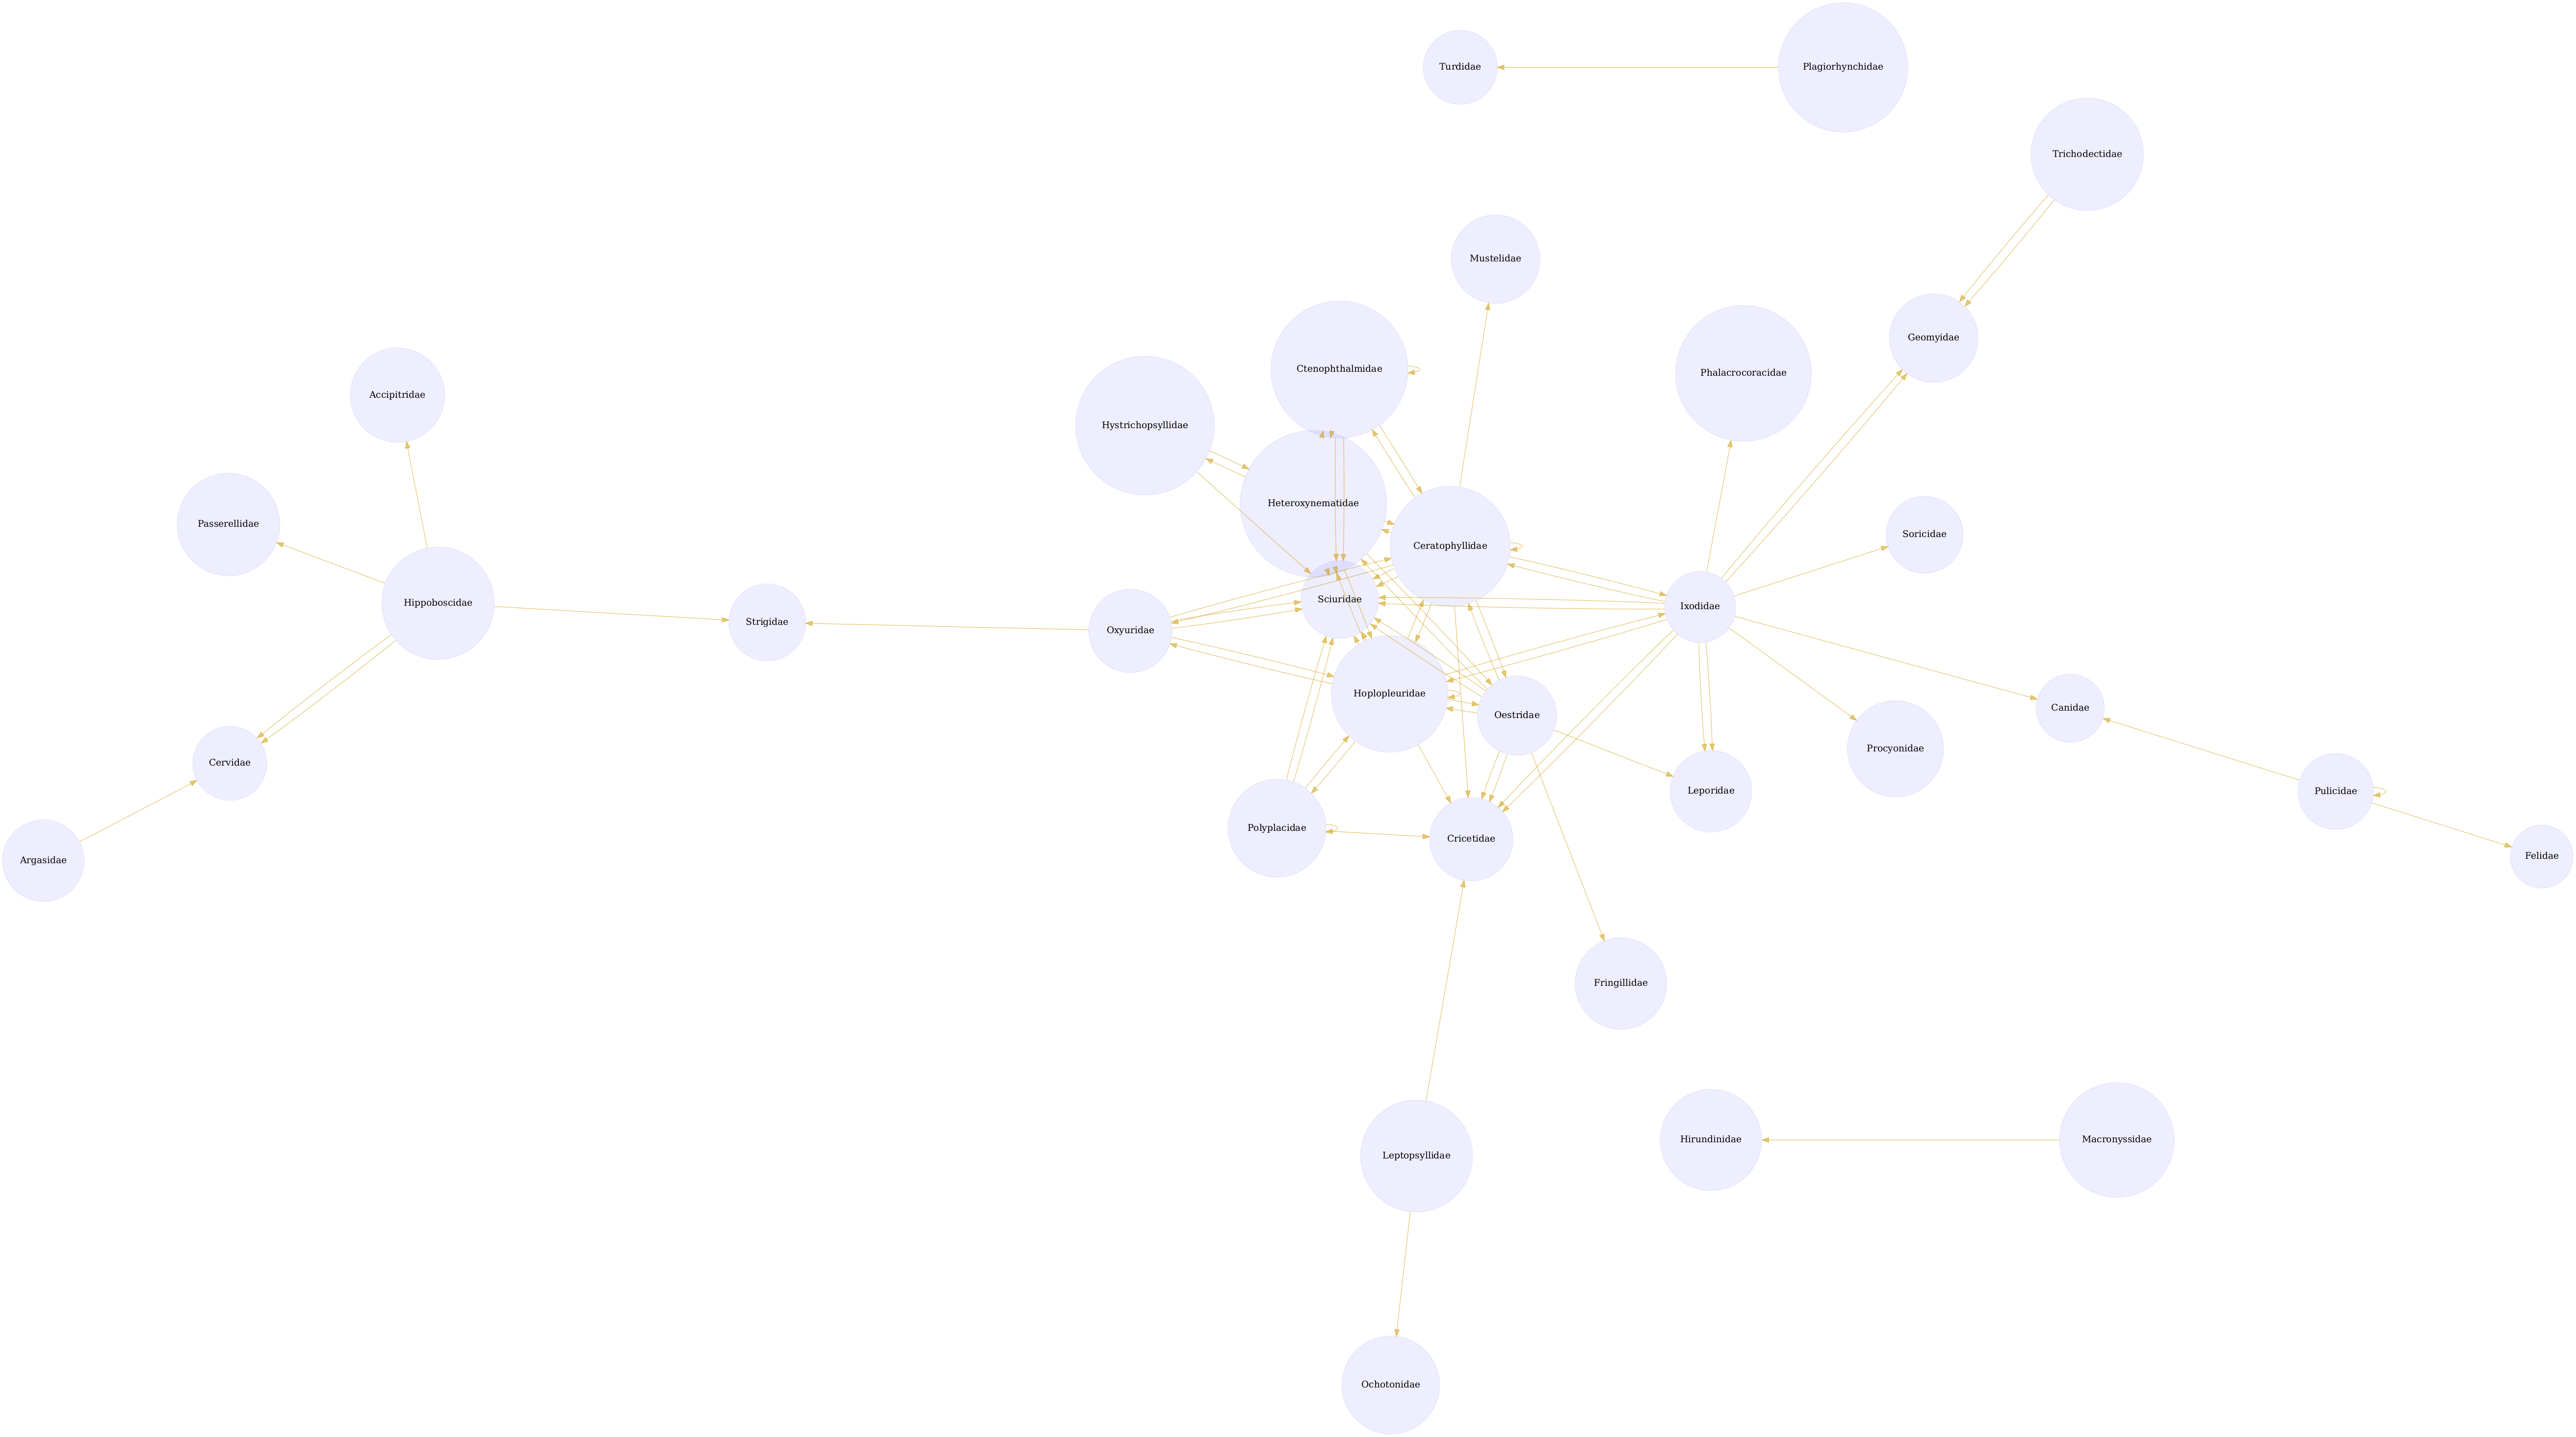 Turdidae
Plagiorhynchidae
Trichodectidae
Mustelidae
Geomyidae
Ctenophthalmidae
Phalacrocoracidae
Accipitridae
Hystrichopsyllidae
Heteroxynematidae
Passerellidae
Soricidae
Ceratophyllidae
Sciuridae
Hippoboscidae
Ixodidae
Strigidae
Oxyuridae
Hoplopleuridae
Canidae
Oestridae
Procyonidae
Cervidae
Leporidae
Pulicidae
Polyplacidae
Cricetidae
Felidae
Argasidae
Fringillidae
Hirundinidae
Macronyssidae
Leptopsyllidae
Ochotonidae